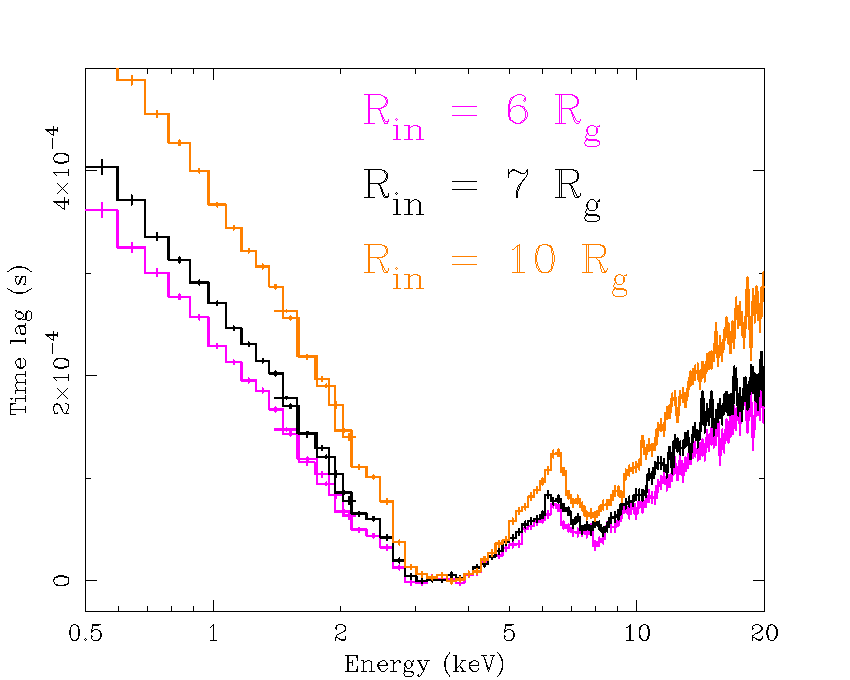 R_in = 6 R_g
R_in = 7 R_g
R_in = 10 R_g
Time lag (s)
4×10⁻⁴
2×10⁻⁴
0
0.5 1 2 5 10 20
Energy (keV)